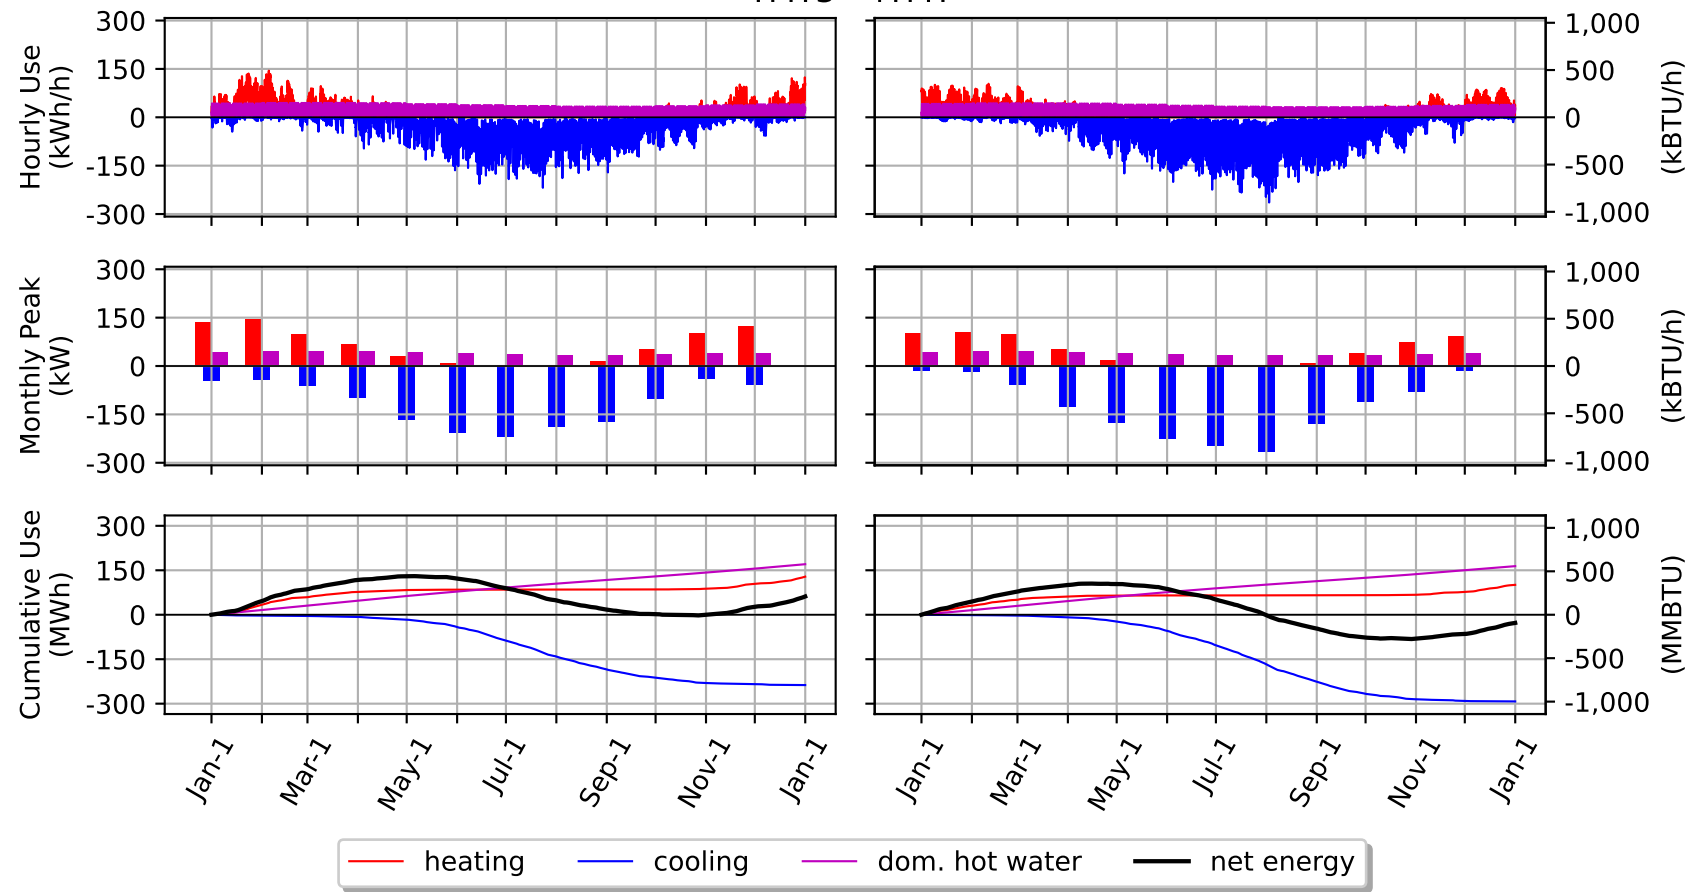 300
150
0
-150
-300
Hourly Use
(kWh/h)
1,000
500
0
-500
-1,000
(kBTU/h)
300
150
0
-150
-300
Monthly Peak
(kW)
1,000
500
0
-500
-1,000
(kBTU/h)
300
150
0
-150
-300
Cumulative Use
(MWh)
1,000
500
0
-500
-1,000
(MMBTU)
Jan-1 Mar-1 May-1 Jul-1 Sep-1 Nov-1 Jan-1
Jan-1 Mar-1 May-1 Jul-1 Sep-1 Nov-1 Jan-1
heating cooling dom. hot water net energy